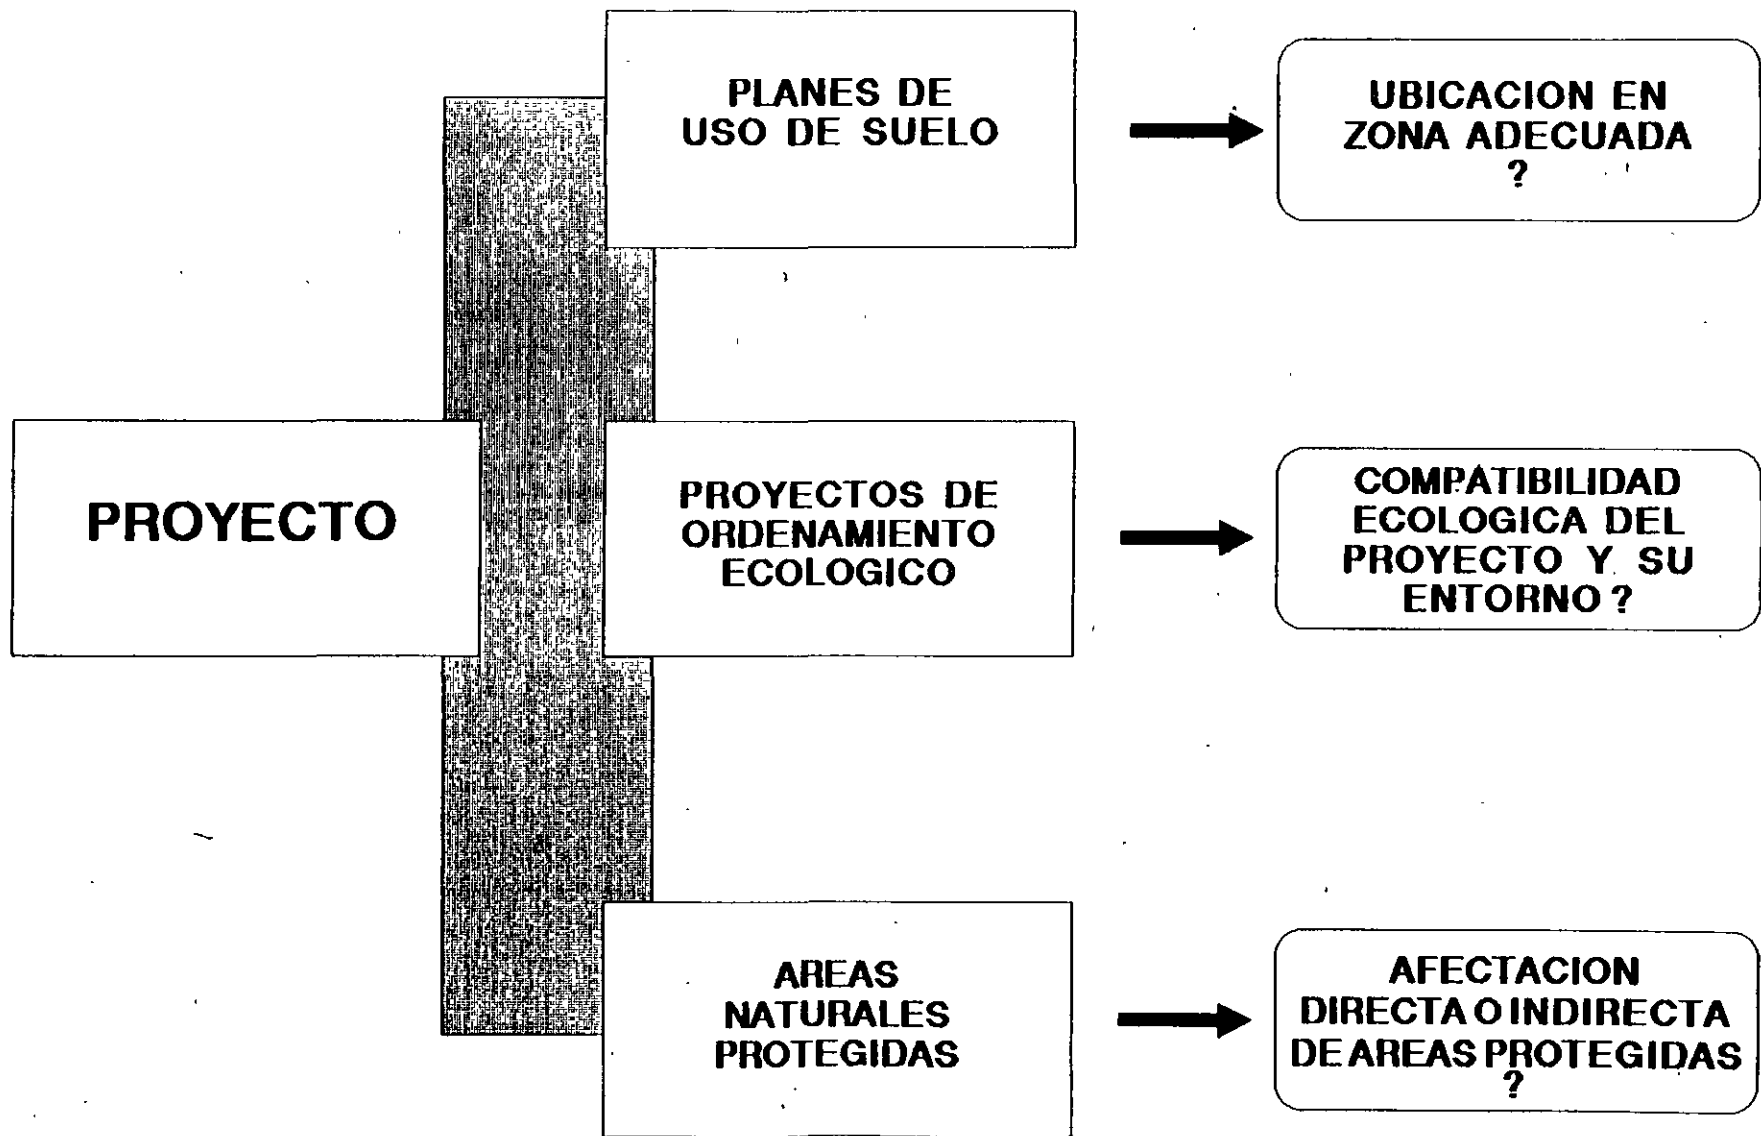 PLANES DE
USO DE SUELO
UBICACION EN
ZONA ADECUADA
?
PROYECTO
PROYECTOS DE
ORDENAMIENTO
ECOLOGICO
COMPATIBILIDAD
ECOLOGICA DEL
PROYECTO Y SU
ENTORNO ?
AREAS
NATURALES
PROTEGIDAS
AFECTACION
DIRECTA O INDIRECTA
DE AREAS PROTEGIDAS
?